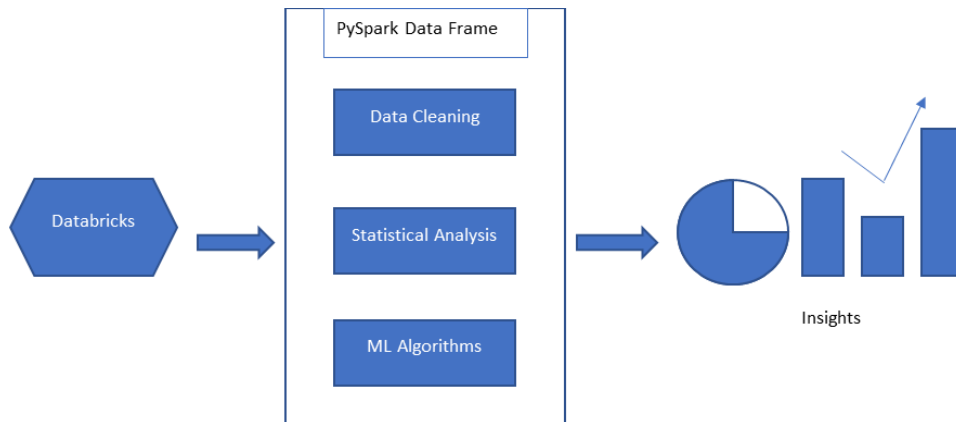 PySpark Data Frame
Data Cleaning
Databricks
Statistical Analysis
ML Algorithms
Insights